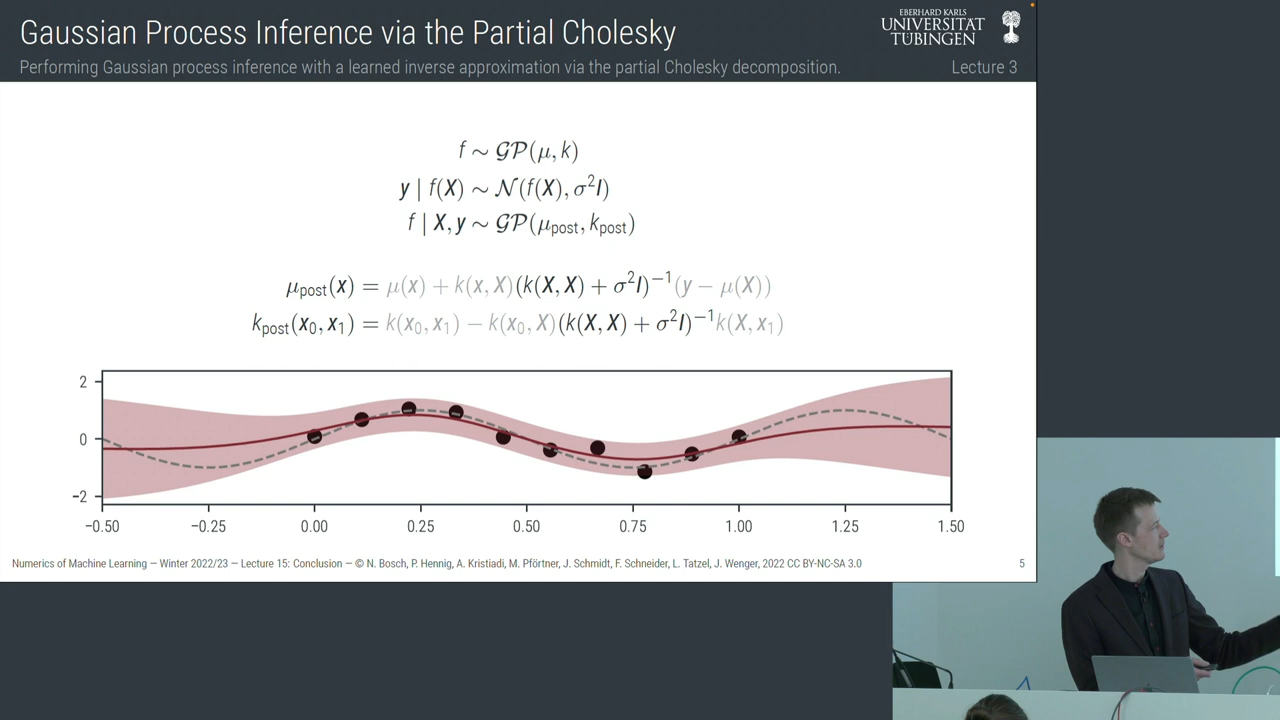 Gaussian Process Inference via the Partial Cholesky
EBERHARD KARLS
UNIVERSITÄT
TÜBINGEN
Performing Gaussian process inference with a learned inverse approximation via the partial Cholesky decomposition.
Lecture 3
f ∼ 𝒢𝒫(μ, k)
y | f(X) ∼ 𝒩(f(X), σ²I)
f | X, y ∼ 𝒢𝒫(μ_post, k_post)
μ_post(x) = μ(x) + k(x, X)(k(X, X) + σ²I)⁻¹(y − μ(X))
k_post(x₀, x₁) = k(x₀, x₁) − k(x₀, X)(k(X, X) + σ²I)⁻¹k(X, x₁)
2
0
−2
−0.50 −0.25 0.00 0.25 0.50 0.75 1.00 1.25 1.50
Numerics of Machine Learning — Winter 2022/23 — Lecture 15: Conclusion — © N. Bosch, P. Hennig, A. Kristiadi, M. Pförtner, J. Schmidt, F. Schneider, L. Tatzel, J. Wenger, 2022 CC BY-NC-SA 3.0
5